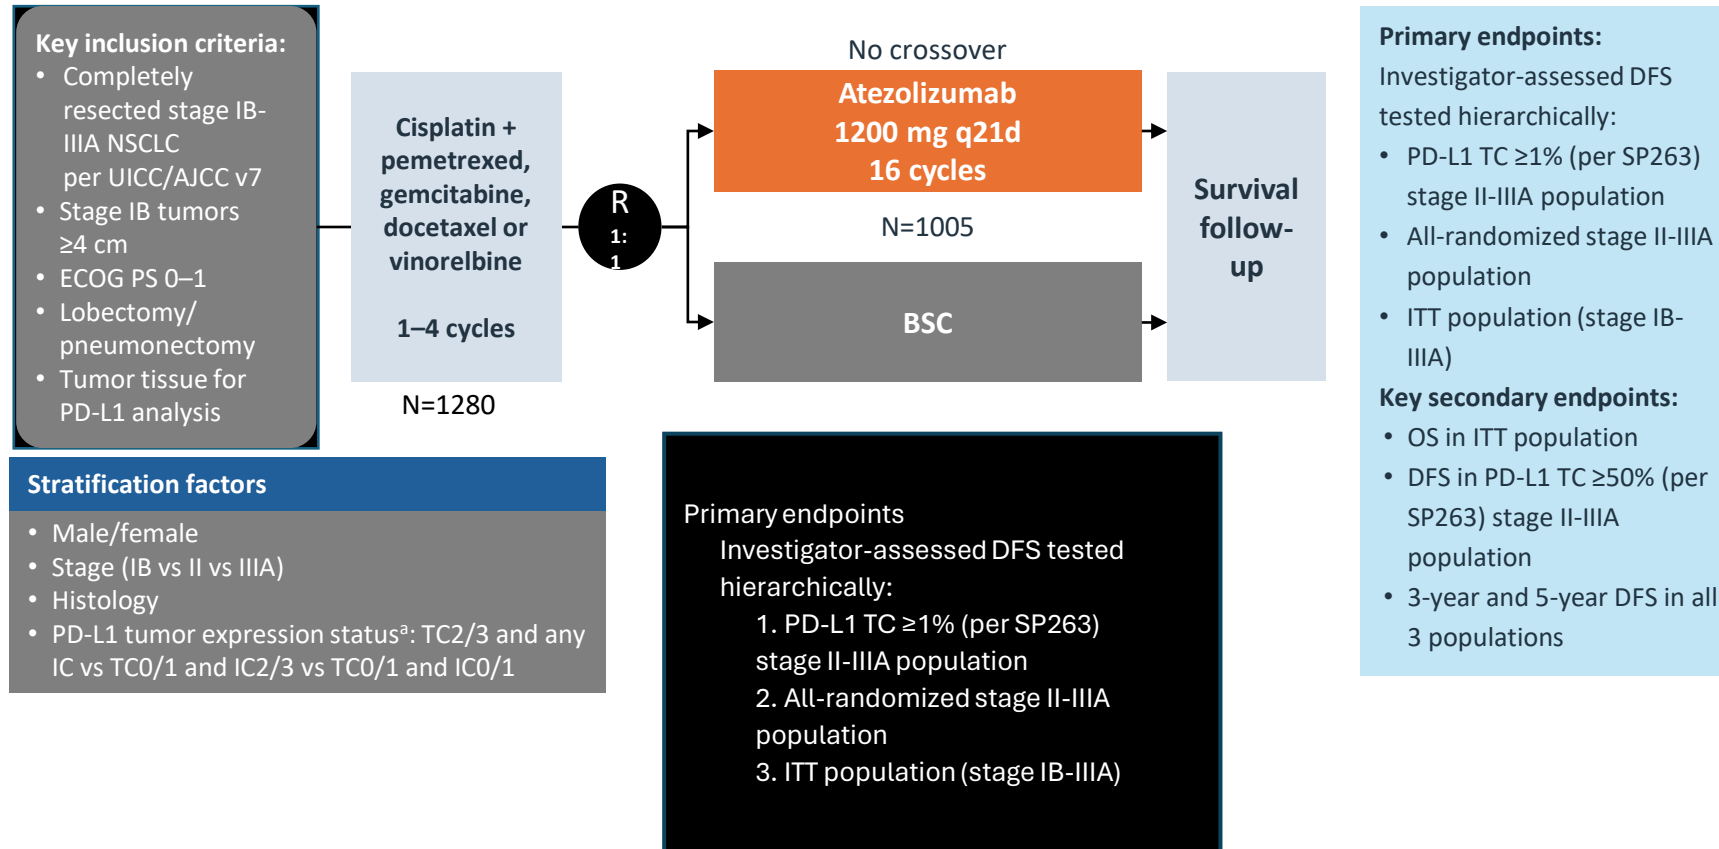 Key inclusion criteria:
• Completely
resected stage IB-
IIIA NSCLC
per UICC/AJCC v7
• Stage IB tumors
≥4 cm
• ECOG PS 0–1
• Lobectomy/
pneumonectomy
• Tumor tissue for
PD-L1 analysis
Cisplatin +
pemetrexed,
gemcitabine,
docetaxel or
vinorelbine
1–4 cycles
N=1280
R
1:
1
No crossover
Atezolizumab
1200 mg q21d
16 cycles
N=1005
BSC
Survival
follow-
up
Primary endpoints:
Investigator-assessed DFS
tested hierarchically:
• PD-L1 TC ≥1% (per SP263)
stage II-IIIA population
• All-randomized stage II-IIIA
population
• ITT population (stage IB-
IIIA)
Key secondary endpoints:
• OS in ITT population
• DFS in PD-L1 TC ≥50% (per
SP263) stage II-IIIA
population
• 3-year and 5-year DFS in all
3 populations
Stratification factors
• Male/female
• Stage (IB vs II vs IIIA)
• Histology
• PD-L1 tumor expression statusᵃ: TC2/3 and any
IC vs TC0/1 and IC2/3 vs TC0/1 and IC0/1
Primary endpoints
Investigator-assessed DFS tested
hierarchically:
1. PD-L1 TC ≥1% (per SP263)
stage II-IIIA population
2. All-randomized stage II-IIIA
population
3. ITT population (stage IB-IIIA)